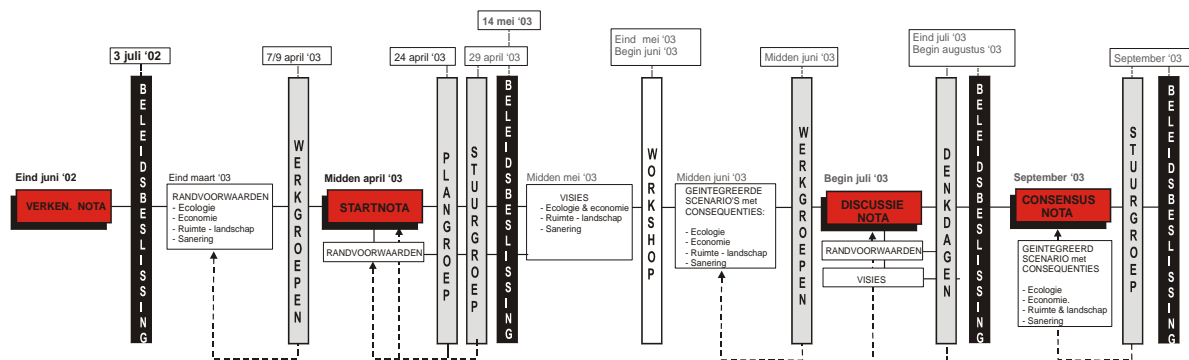 14 mei ‘03
3 juli ‘02
7/9 april ‘03
24 april ‘03
29 april ‘03
Eind mei ‘03
Begin juni ‘03
Midden juni ‘03
Eind juli ‘03
Begin augustus ‘03
September ‘03
Eind juni ‘02
VERKEN. NOTA
BELEIDSBESLISSING
Eind maart ‘03
RANDVOORWAARDEN
- Ecologie
- Economie
- Ruimte - landschap
- Sanering
WERKGROEPEN
Midden april ‘03
STARTNOTA
RANDVOORWAARDEN
PLANGROEP
STUURGROEP
BELEIDSBESLISSING
Midden mei ‘03
VISIES
- Ecologie & economie
- Ruimte - landschap
- Sanering
WORKSHOP
Midden juni ‘03
GEINTEGREERDE
SCENARIO'S met
CONSEQUENTIES:
- Ecologie
- Economie
- Ruimte - landschap
- Sanering
WERKGROEPEN
Begin juli ‘03
DISCUSSIE
NOTA
RANDVOORWAARDEN
VISIES
DENKDAGEN
BELEIDSBESLISSING
September ‘03
CONSENSUS
NOTA
GEINTEGREERD
SCENARIO met
CONSEQUENTIES
- Ecologie
- Economie.
- Ruimte & landschap
- Sanering
STUURGROEP
BELEIDSBESLISSING